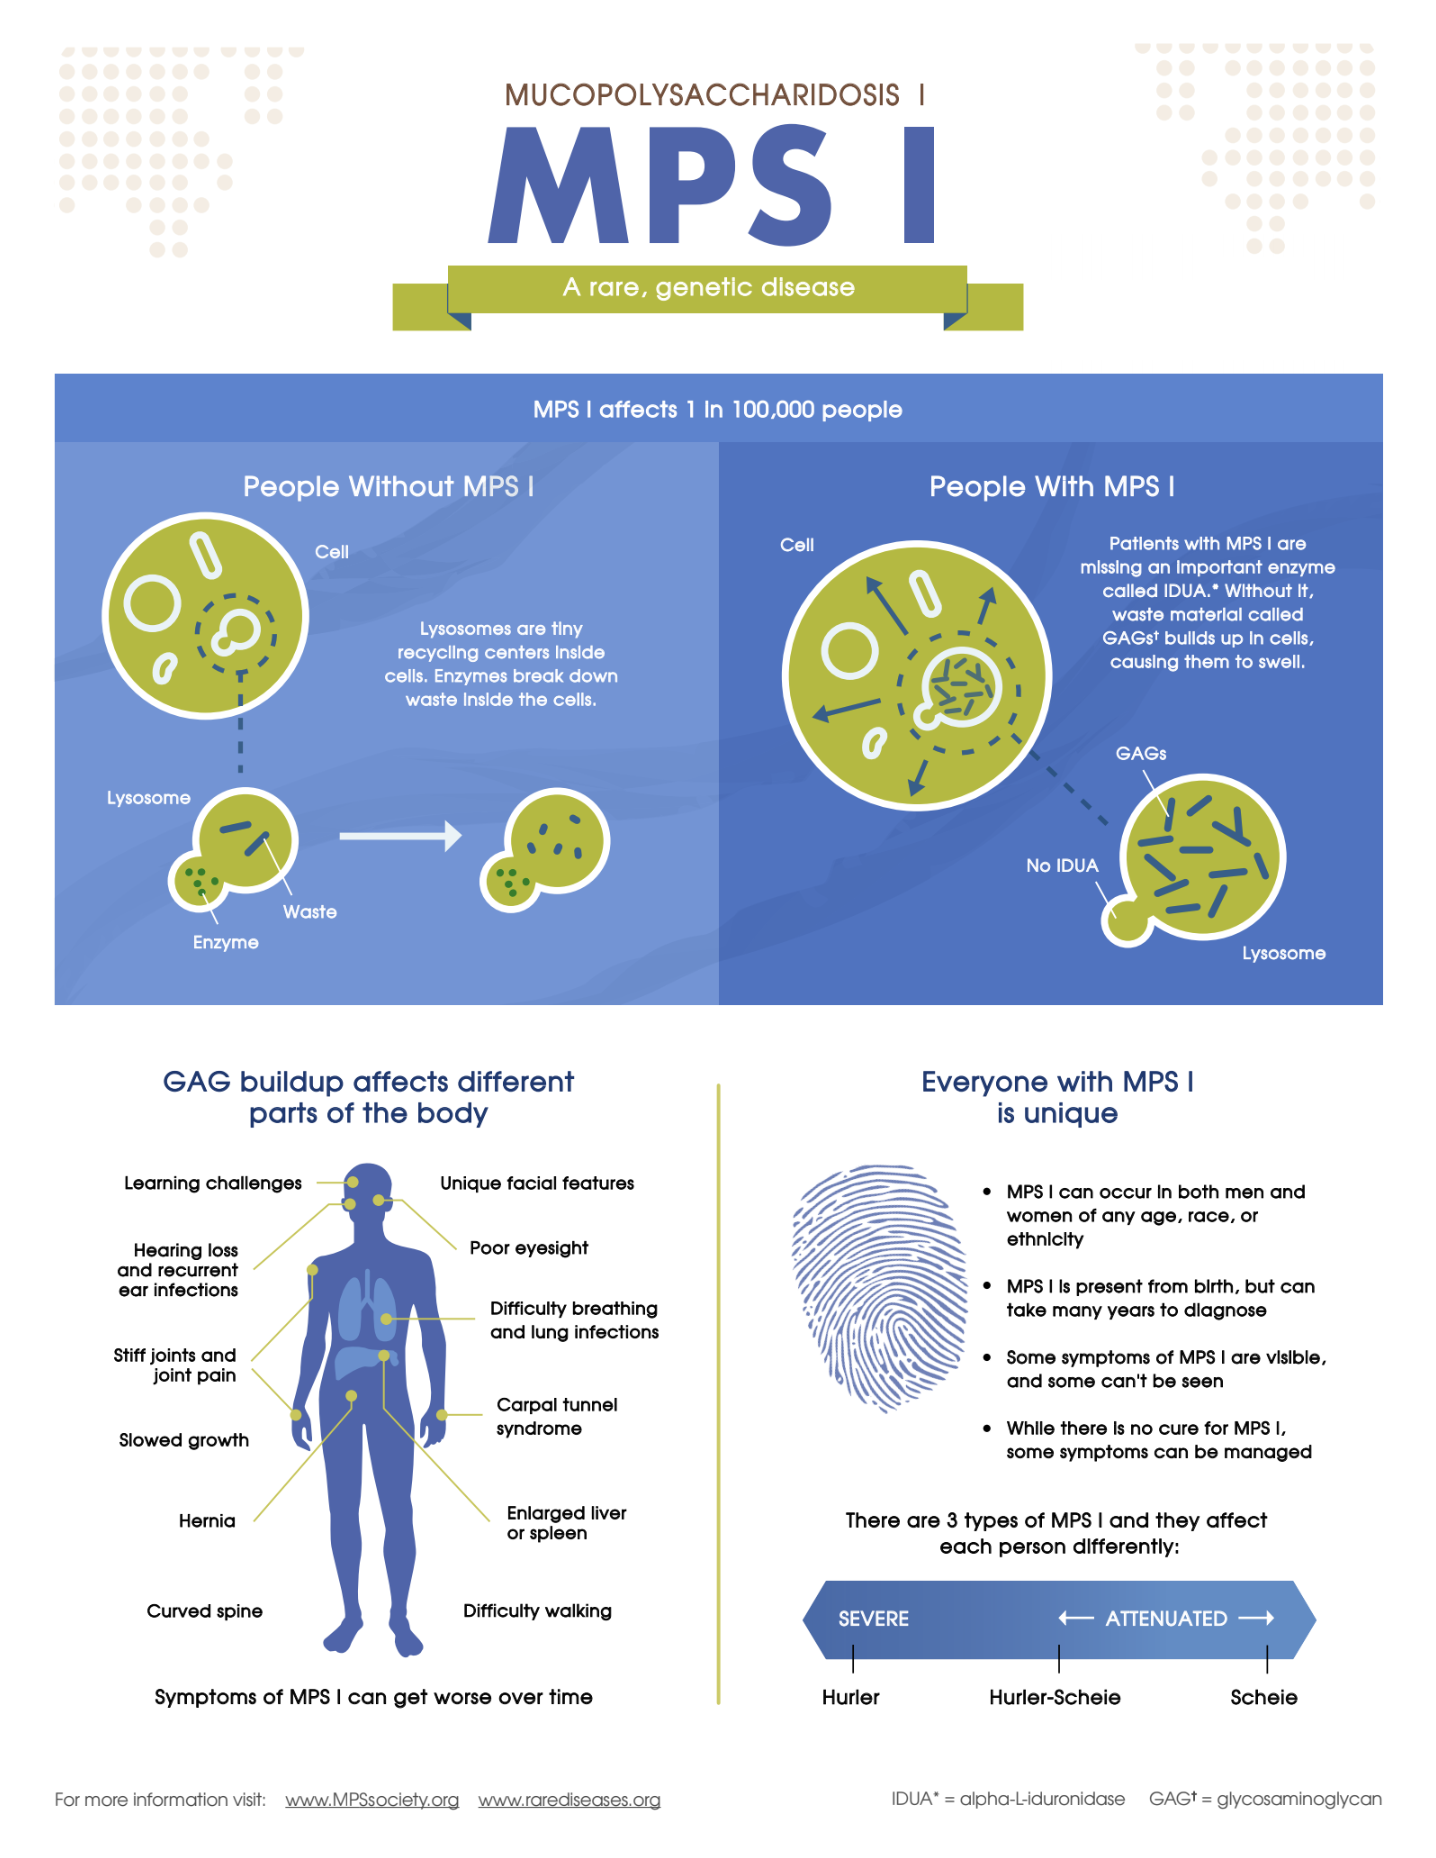 MUCOPOLYSACCHARIDOSIS I
MPS I
A rare, genetic disease
MPS I affects 1 in 100,000 people
People Without MPS I
Cell
Lysosomes are tiny
recycling centers inside
cells. Enzymes break down
waste inside the cells.
Lysosome
Waste
Enzyme
People With MPS I
Cell
Patients with MPS I are
missing an important enzyme
called IDUA.* Without it,
waste material called
GAGs† builds up in cells,
causing them to swell.
GAGs
No IDUA
Lysosome
GAG buildup affects different
parts of the body
Learning challenges
Unique facial features
Hearing loss
and recurrent
ear infections
Poor eyesight
Difficulty breathing
and lung infections
Stiff joints and
joint pain
Carpal tunnel
syndrome
Slowed growth
Hernia
Enlarged liver
or spleen
Curved spine
Difficulty walking
Symptoms of MPS I can get worse over time
Everyone with MPS I
is unique
• MPS I can occur in both men and
women of any age, race, or
ethnicity
• MPS I is present from birth, but can
take many years to diagnose
• Some symptoms of MPS I are visible,
and some can't be seen
• While there is no cure for MPS I,
some symptoms can be managed
There are 3 types of MPS I and they affect
each person differently:
SEVERE
ATTENUATED
Hurler
Hurler-Scheie
Scheie
For more information visit: www.MPSsociety.org www.rarediseases.org
IDUA* = alpha-L-iduronidase GAG† = glycosaminoglycan